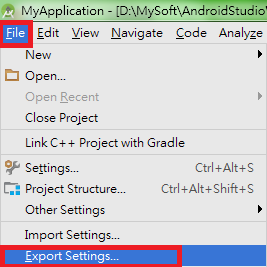 MyApplication - [D:\MySoft\AndroidStudio\
File Edit View Navigate Code Analyze
New
Open...
Open Recent
Close Project
Link C++ Project with Gradle
Settings... Ctrl+Alt+S
Project Structure... Ctrl+Alt+Shift+S
Other Settings
Import Settings...
Export Settings...